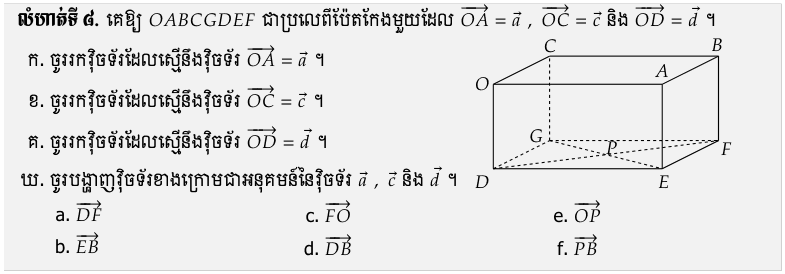 លំហាត់ទី ៤. គេឱ្យ OABCGDEF ជាប្រលេពីប៉ែតកែងមួយដែល $\overrightarrow{OA} = \vec{a}$ , $\overrightarrow{OC} = \vec{c}$ និង $\overrightarrow{OD} = \vec{d}$ ។
ក. ចូររកវ៉ិចទ័រដែលស្មើនឹងវ៉ិចទ័រ $\overrightarrow{OA} = \vec{a}$ ។
ខ. ចូររកវ៉ិចទ័រដែលស្មើនឹងវ៉ិចទ័រ $\overrightarrow{OC} = \vec{c}$ ។
គ. ចូររកវ៉ិចទ័រដែលស្មើនឹងវ៉ិចទ័រ $\overrightarrow{OD} = \vec{d}$ ។
ឃ. ចូរបង្ហាញវ៉ិចទ័រខាងក្រោមជាអនុគមន៍នៃវ៉ិចទ័រ $\vec{a}$ , $\vec{c}$ និង $\vec{d}$ ។
a. $\overrightarrow{DF}$ c. $\overrightarrow{FO}$ e. $\overrightarrow{OP}$
b. $\overrightarrow{EB}$ d. $\overrightarrow{DB}$ f. $\overrightarrow{PB}$
C B
O A
G P F
D E